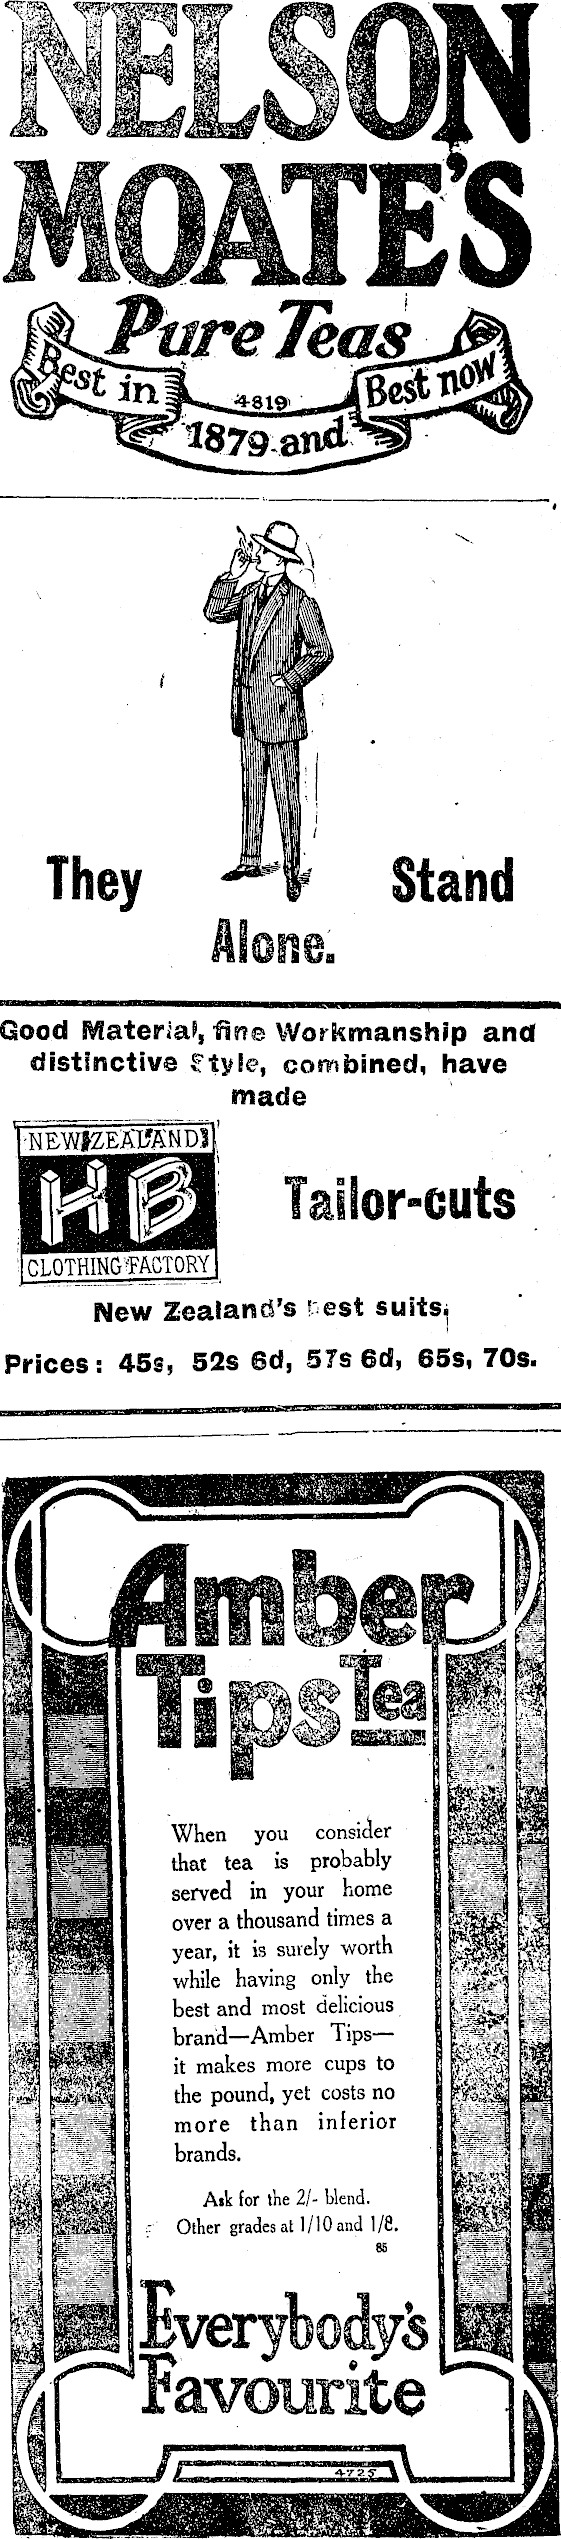 NELSON
MOATE'S
Pure Teas
Best in
4819
1879 and
Best now
They Stand
Alone.
Good Material, fine Workmanship and
distinctive Style, combined, have
made
NEW ZEALAND
HB
CLOTHING FACTORY
Tailor-cuts
New Zealand's best suits,
Prices: 45s, 52s 6d, 57s 6d, 65s, 70s.
Amber
Tips Tea
When you consider
that tea is probably
served in your home
over a thousand times a
year, it is surely worth
while having only the
best and most delicious
brand—Amber Tips—
it makes more cups to
the pound, yet costs no
more than inferior
brands.
Ask for the 2/- blend.
Other grades at 1/10 and 1/8.
85
Everybody's
Favourite
4725